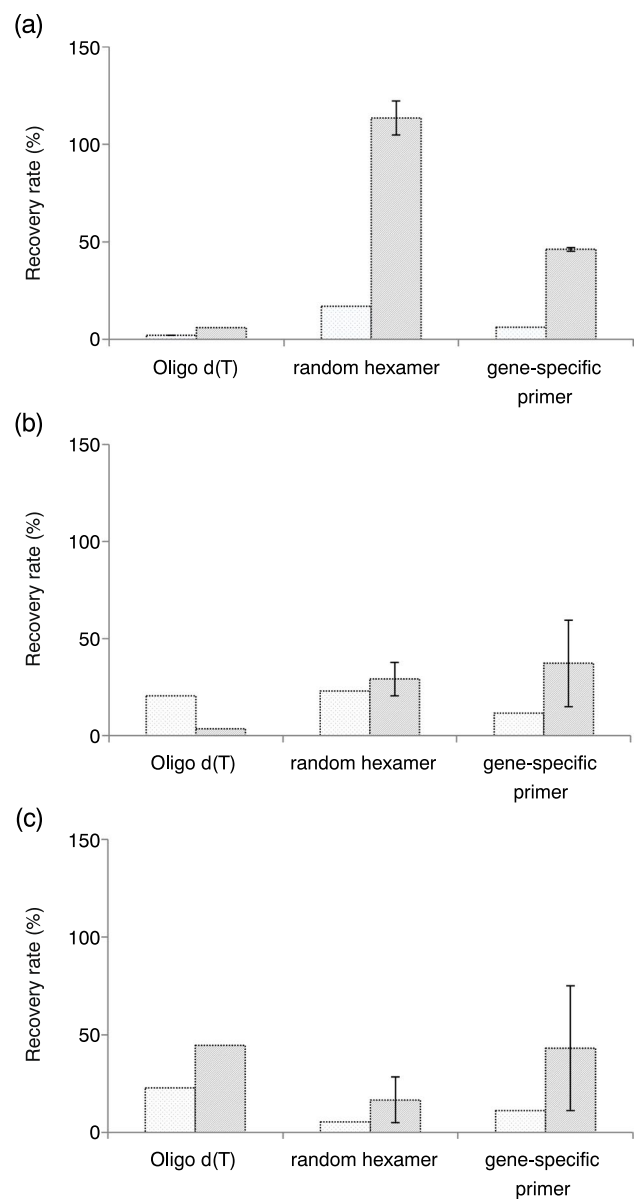 (a)
150
100
50
0
Recovery rate (%)
Oligo d(T)
random hexamer
gene-specific
primer
(b)
150
100
50
0
Recovery rate (%)
Oligo d(T)
random hexamer
gene-specific
primer
(c)
150
100
50
0
Recovery rate (%)
Oligo d(T)
random hexamer
gene-specific
primer